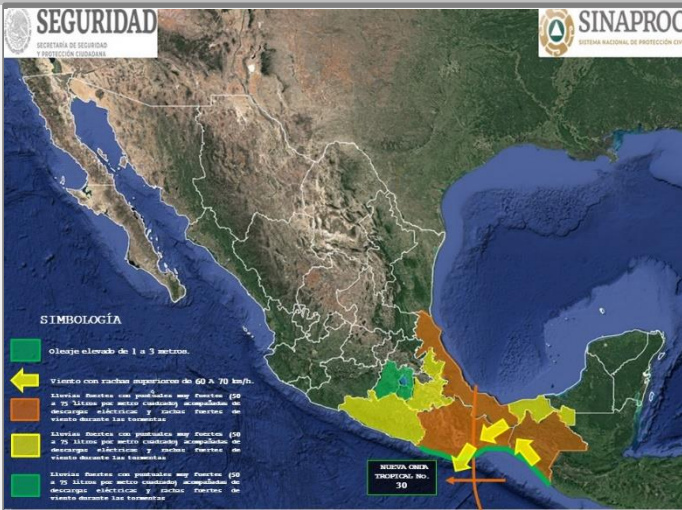 SEGURIDAD
SECRETARÍA DE SEGURIDAD
Y PROTECCIÓN CIUDADANA
SINAPROC
SISTEMA NACIONAL DE PROTECCIÓN CIVIL
SIMBOLOGÍA
Oleaje elevado de 1 a 3 metros.
Viento con rachas superiores de 60 A 70 km/h.
Lluvias fuertes con puntuales muy fuertes (50
a 75 litros por metro cuadrado) acompañadas de
descargas eléctricas y rachas fuertes de
viento durante las tormentas
Lluvias fuertes con puntuales muy fuertes (50
a 75 litros por metro cuadrado) acompañadas de
descargas eléctricas y rachas fuertes de
viento durante las tormentas
Lluvias fuertes con puntuales muy fuertes (50
a 75 litros por metro cuadrado) acompañadas de
descargas eléctricas y rachas fuertes de
viento durante las tormentas
NUEVA ONDA
TROPICAL No.
30